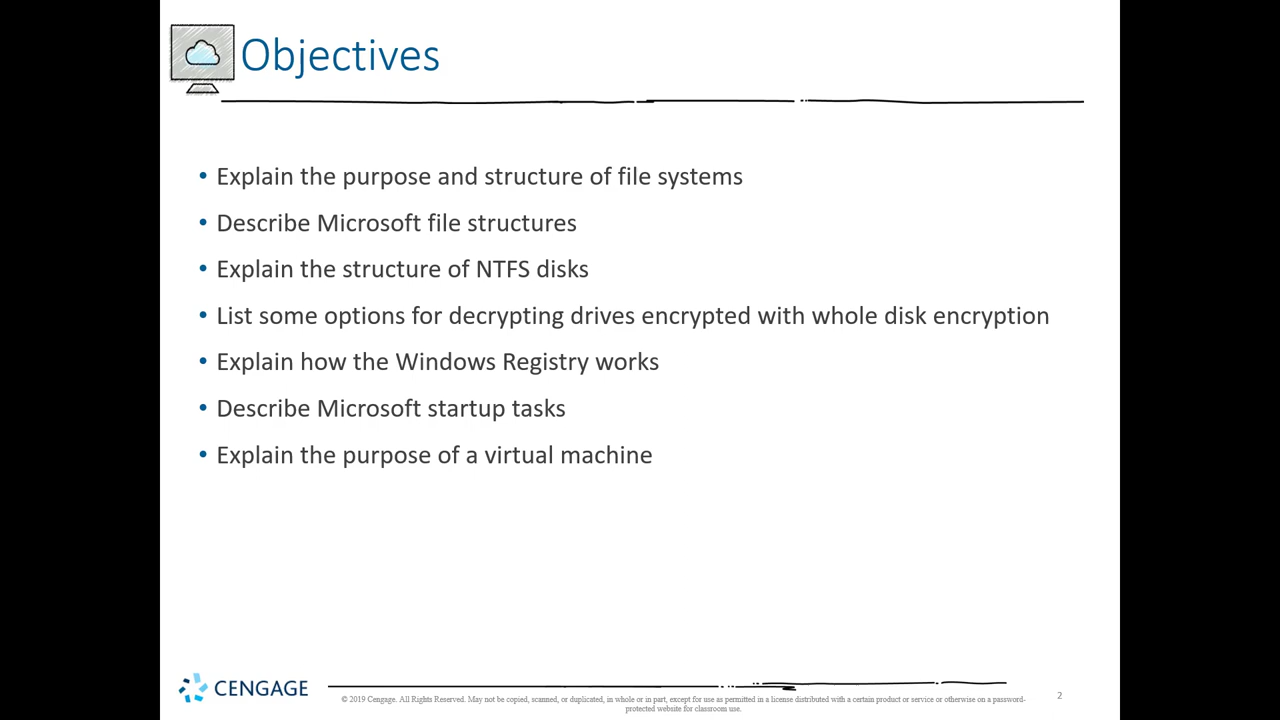 Objectives
• Explain the purpose and structure of file systems
• Describe Microsoft file structures
• Explain the structure of NTFS disks
• List some options for decrypting drives encrypted with whole disk encryption
• Explain how the Windows Registry works
• Describe Microsoft startup tasks
• Explain the purpose of a virtual machine
CENGAGE
© 2019 Cengage. All Rights Reserved. May not be copied, scanned, or duplicated, in whole or in part, except for use as permitted in a license distributed with a certain product or service or otherwise on a password-
protected website for classroom use.
2